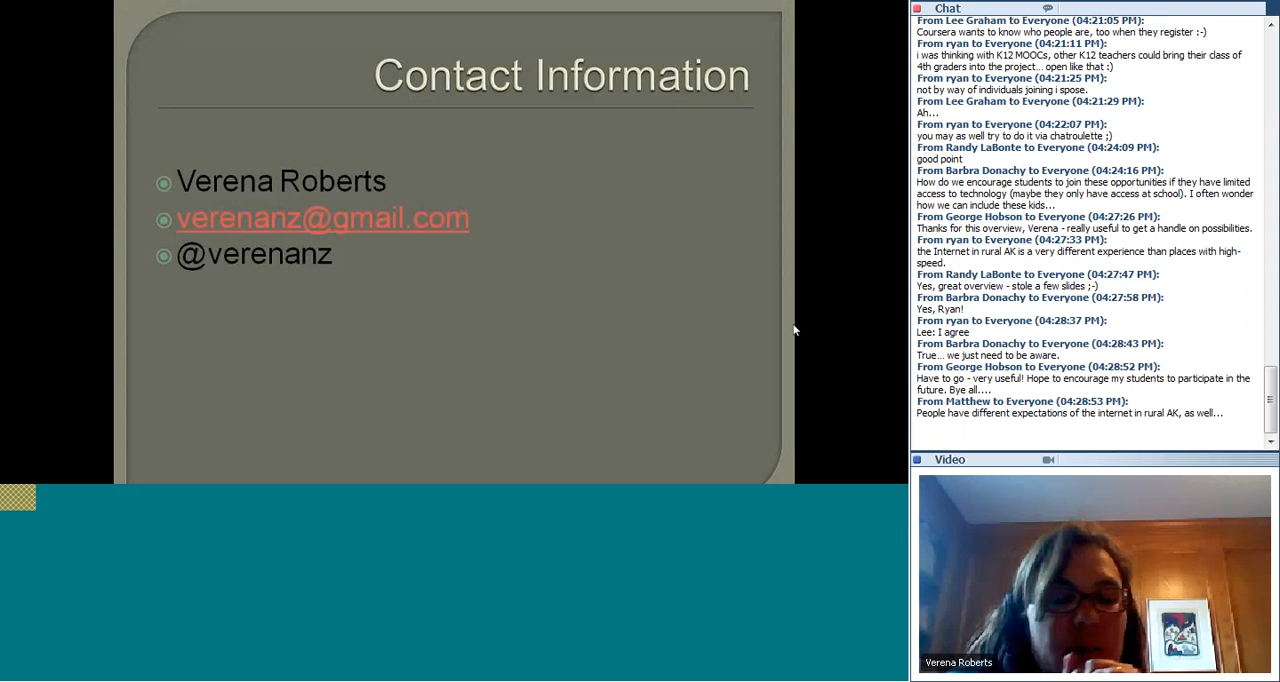 Contact Information
Verena Roberts
verenanz@gmail.com
@verenanz
Chat
From Lee Graham to Everyone (04:21:05 PM):
Coursera wants to know who people are, too when they register :-)
From ryan to Everyone (04:21:11 PM):
i was thinking with K12 MOOCs, other K12 teachers could bring their class of
4th graders into the project... open like that :)
From ryan to Everyone (04:21:25 PM):
not by way of individuals joining i spose.
From Lee Graham to Everyone (04:21:29 PM):
Ah...
From ryan to Everyone (04:22:07 PM):
you may as well try to do it via chatroulette ;)
From Randy LaBonte to Everyone (04:24:09 PM):
good point
From Barbra Donachy to Everyone (04:24:16 PM):
How do we encourage students to join these opportunities if they have limited
access to technology (maybe they only have access at school). I often wonder
how we can include these kids...
From George Hobson to Everyone (04:27:26 PM):
Thanks for this overview, Verena - really useful to get a handle on possibilities.
From ryan to Everyone (04:27:33 PM):
the Internet in rural AK is a very different experience than places with high-
speed.
From Randy LaBonte to Everyone (04:27:47 PM):
Yes, great overview - stole a few slides ;-)
From Barbra Donachy to Everyone (04:27:58 PM):
Yes, Ryan!
From ryan to Everyone (04:28:37 PM):
Lee: I agree
From Barbra Donachy to Everyone (04:28:43 PM):
True... we just need to be aware.
From George Hobson to Everyone (04:28:52 PM):
Have to go - very useful! Hope to encourage my students to participate in the
future. Bye all....
From Matthew to Everyone (04:28:53 PM):
People have different expectations of the internet in rural AK, as well...
Video
Verena Roberts